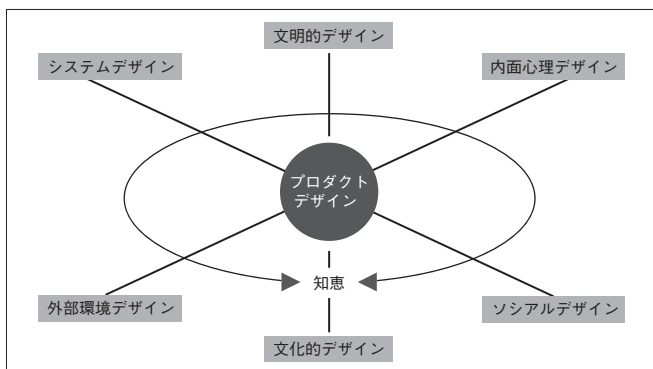 文明的デザイン
システムデザイン
内面心理デザイン
プロダクト
デザイン
知恵
外部環境デザイン
ソシアルデザイン
文化的デザイン